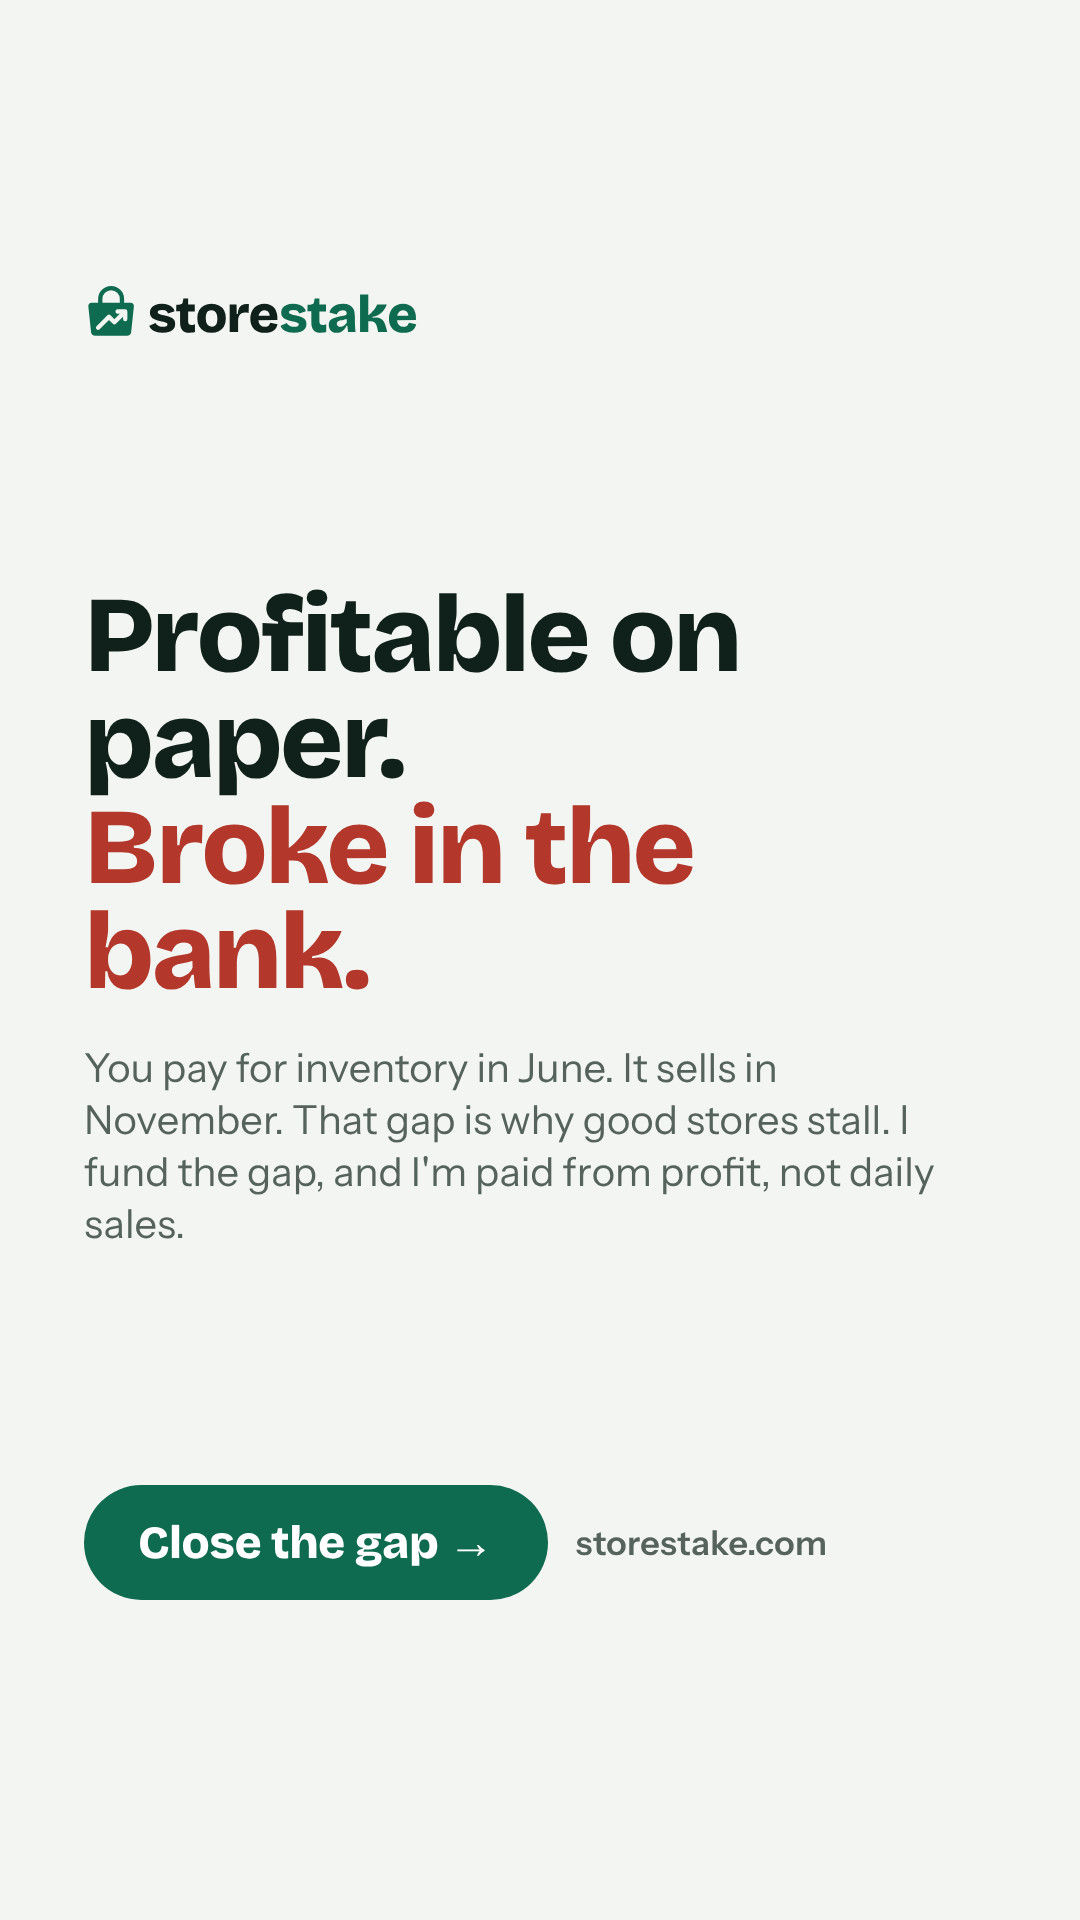 storestake
Profitable on
paper.
Broke in the
bank.
You pay for inventory in June. It sells in
November. That gap is why good stores stall. I
fund the gap, and I'm paid from profit, not daily
sales.
Close the gap →
storestake.com